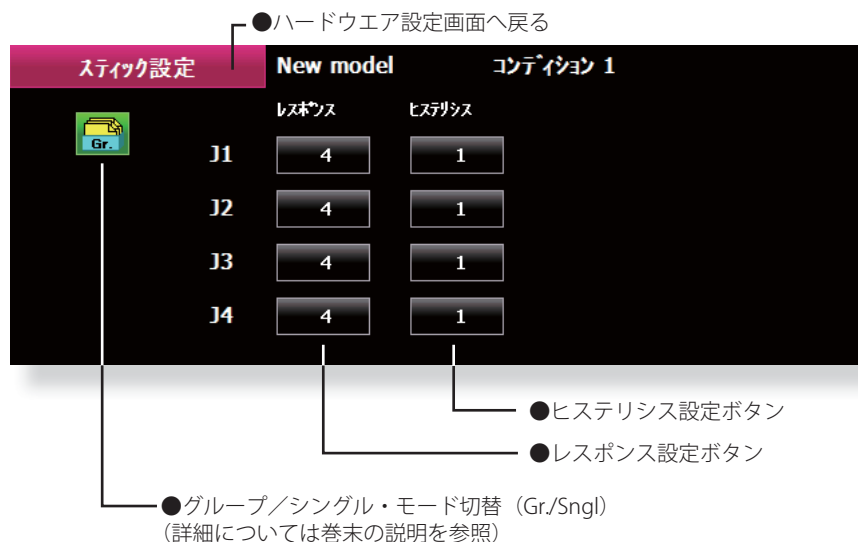 ●ハードウエア設定画面へ戻る
スティック設定 New model コンディション 1
レスポンス ヒステリシス
Gr.
J1 4 1
J2 4 1
J3 4 1
J4 4 1
●ヒステリシス設定ボタン
●レスポンス設定ボタン
●グループ／シングル・モード切替（Gr./Sngl）
（詳細については巻末の説明を参照）